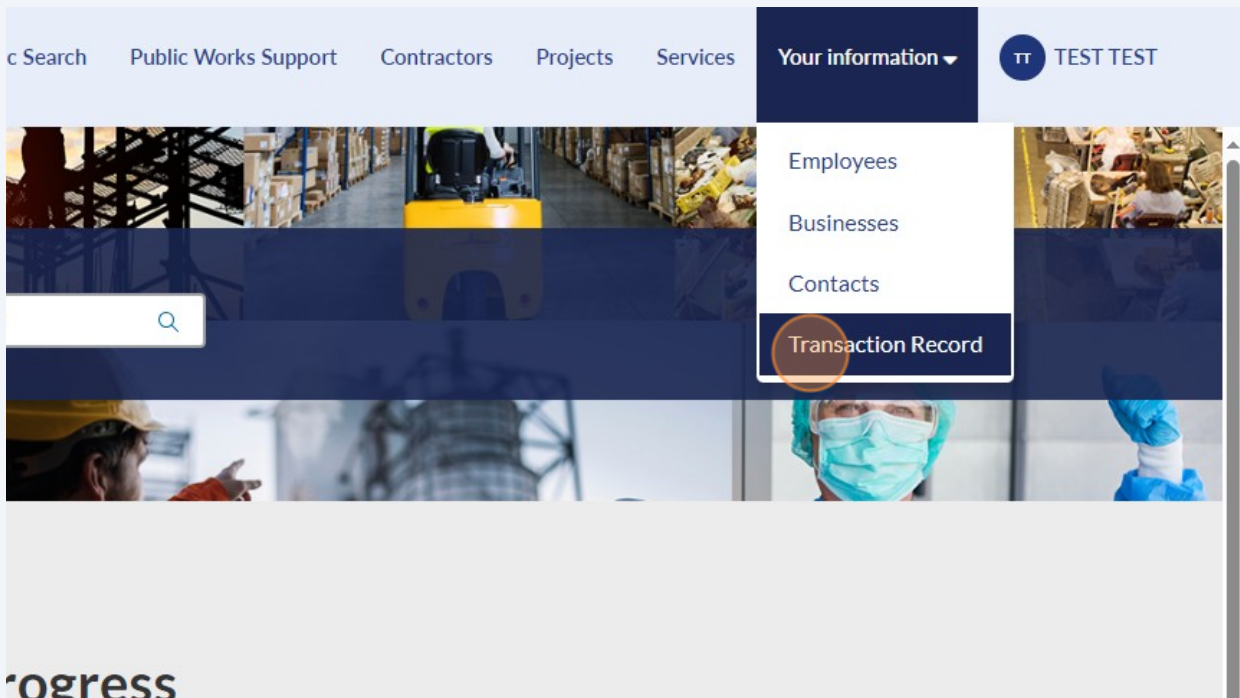 c Search Public Works Support Contractors Projects Services Your information TT TEST TEST
Employees
Businesses
Contacts
Transaction Record
rogress